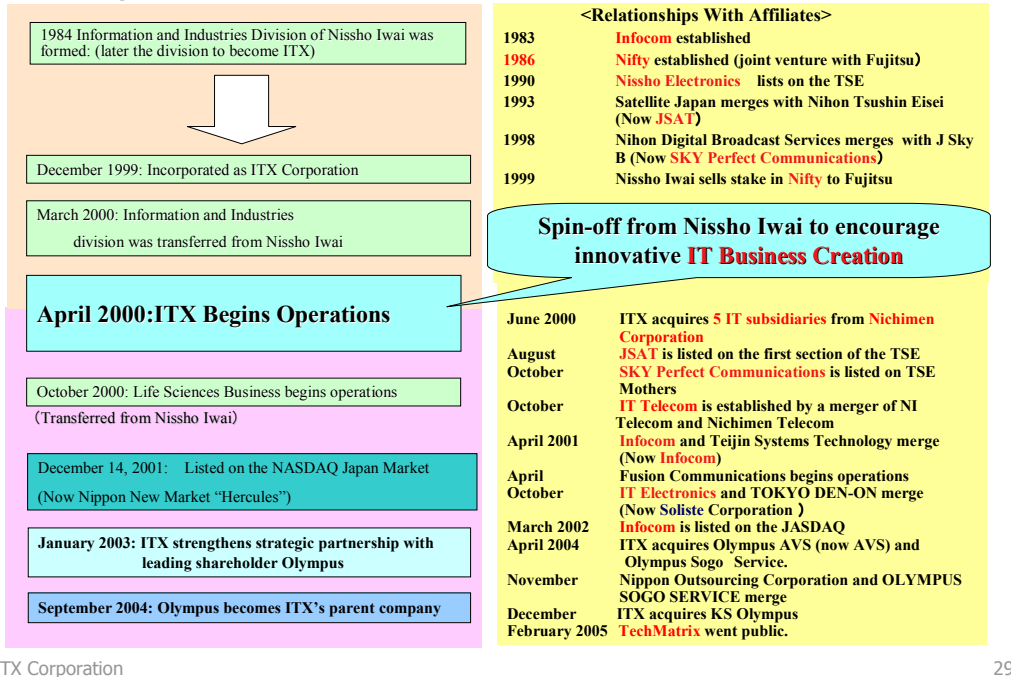 1984 Information and Industries Division of Nissho Iwai was
formed: (later the division to become ITX)
December 1999: Incorporated as ITX Corporation
March 2000: Information and Industries
division was transferred from Nissho Iwai
April 2000:ITX Begins Operations
October 2000: Life Sciences Business begins operations
（Transferred from Nissho Iwai）
December 14, 2001: Listed on the NASDAQ Japan Market
(Now Nippon New Market “Hercules”)
January 2003: ITX strengthens strategic partnership with
leading shareholder Olympus
September 2004: Olympus becomes ITX’s parent company
<Relationships With Affiliates>
1983 Infocom established
1986 Nifty established (joint venture with Fujitsu）
1990 Nissho Electronics lists on the TSE
1993 Satellite Japan merges with Nihon Tsushin Eisei
(Now JSAT）
1998 Nihon Digital Broadcast Services merges with J Sky
B (Now SKY Perfect Communications）
1999 Nissho Iwai sells stake in Nifty to Fujitsu
Spin-off from Nissho Iwai to encourage
innovative IT Business Creation
June 2000 ITX acquires 5 IT subsidiaries from Nichimen
Corporation
August JSAT is listed on the first section of the TSE
October SKY Perfect Communications is listed on TSE
Mothers
October IT Telecom is established by a merger of NI
Telecom and Nichimen Telecom
April 2001 Infocom and Teijin Systems Technology merge
(Now Infocom)
April Fusion Communications begins operations
October IT Electronics and TOKYO DEN-ON merge
(Now Soliste Corporation ）
March 2002 Infocom is listed on the JASDAQ
April 2004 ITX acquires Olympus AVS (now AVS) and
Olympus Sogo Service.
November Nippon Outsourcing Corporation and OLYMPUS
SOGO SERVICE merge
December ITX acquires KS Olympus
February 2005 TechMatrix went public.
TX Corporation
29